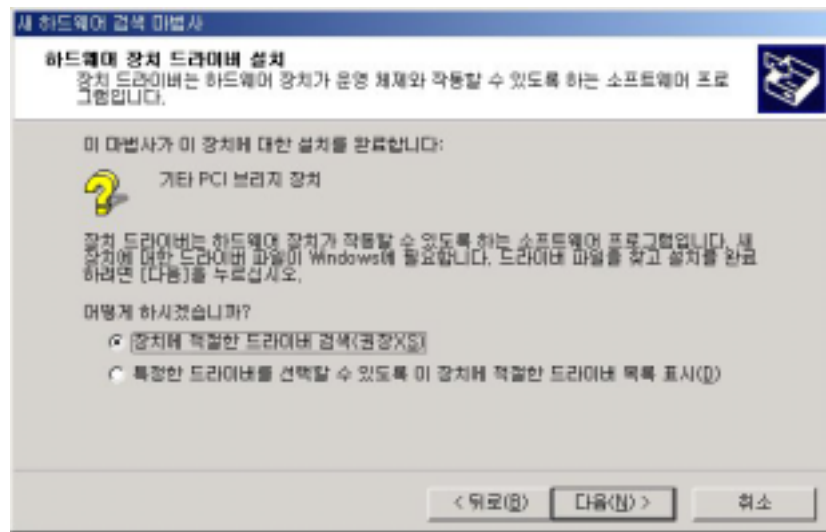 새 하드웨어 검색 마법사
하드웨어 장치 드라이버 설치
장치 드라이버는 하드웨어 장치가 운영 체제와 작동할 수 있도록 하는 소프트웨어 프로
그램입니다.
이 마법사가 이 장치에 대한 설치를 완료합니다:
기타 PCI 브리지 장치
장치 드라이버는 하드웨어 장치가 작동할 수 있도록 하는 소프트웨어 프로그램입니다. 새
장치에 대한 드라이버 파일이 Windows에 필요합니다. 드라이버 파일을 찾고 설치를 완료
하려면 [다음]을 누르십시오.
어떻게 하시겠습니까?
장치에 적절한 드라이버 검색(권장)(S)
특정한 드라이버를 선택할 수 있도록 이 장치에 적절한 드라이버 목록 표시(D)
< 뒤로(B) 다음(N) > 취소